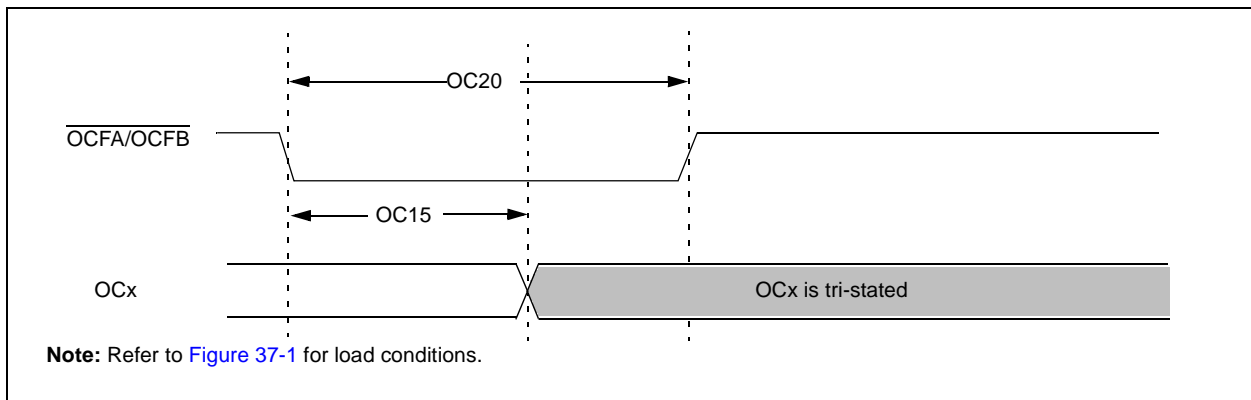 OC20
OCFA/OCFB
OC15
OCx
OCx is tri-stated
Note: Refer to Figure 37-1 for load conditions.